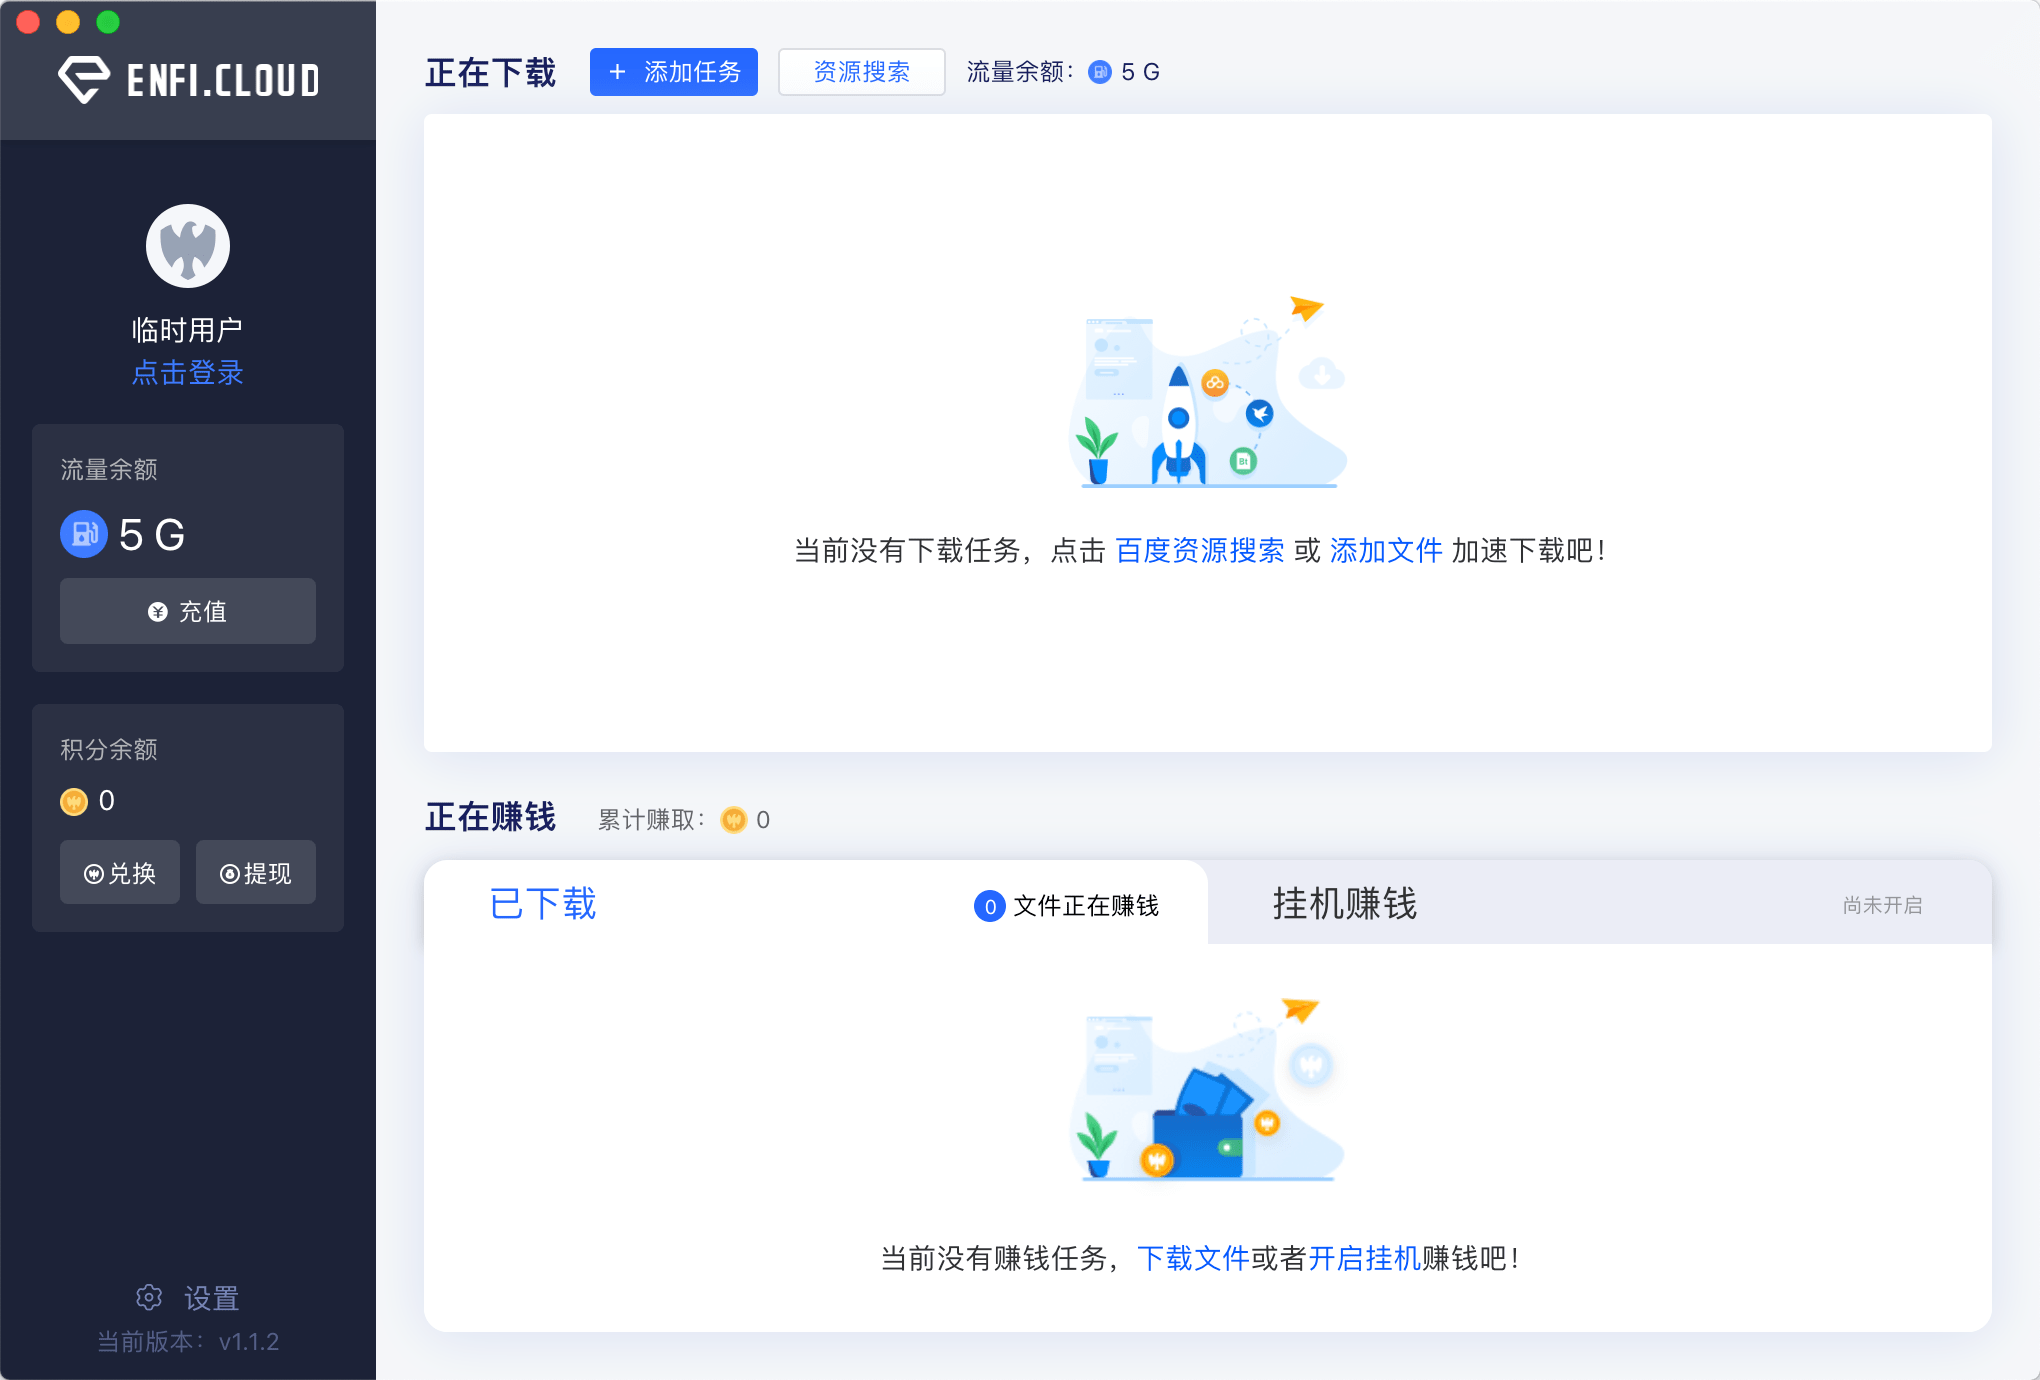 ENFI.CLOUD
临时用户
点击登录
流量余额
5 G
充值
积分余额
0
兑换
提现
设置
当前版本：v1.1.2
正在下载
+ 添加任务
资源搜索
流量余额：5 G
Bt
当前没有下载任务，点击 百度资源搜索 或 添加文件 加速下载吧！
正在赚钱
累计赚取：0
已下载
0 文件正在赚钱
挂机赚钱
尚未开启
当前没有赚钱任务，下载文件或者开启挂机赚钱吧！